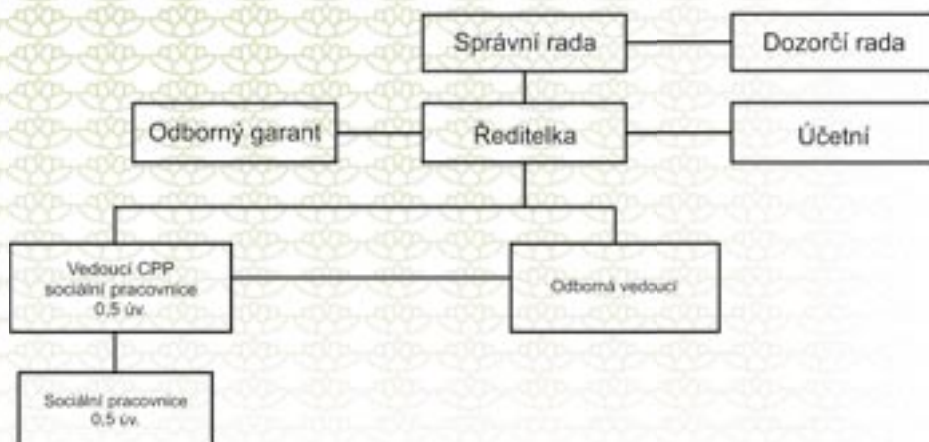 Správní rada
Dozorčí rada
Odborný garant
Ředitelka
Účetní
Vedoucí CPP
sociální pracovnice
0,5 úv.
Odborná vedoucí
Sociální pracovnice
0,5 úv.